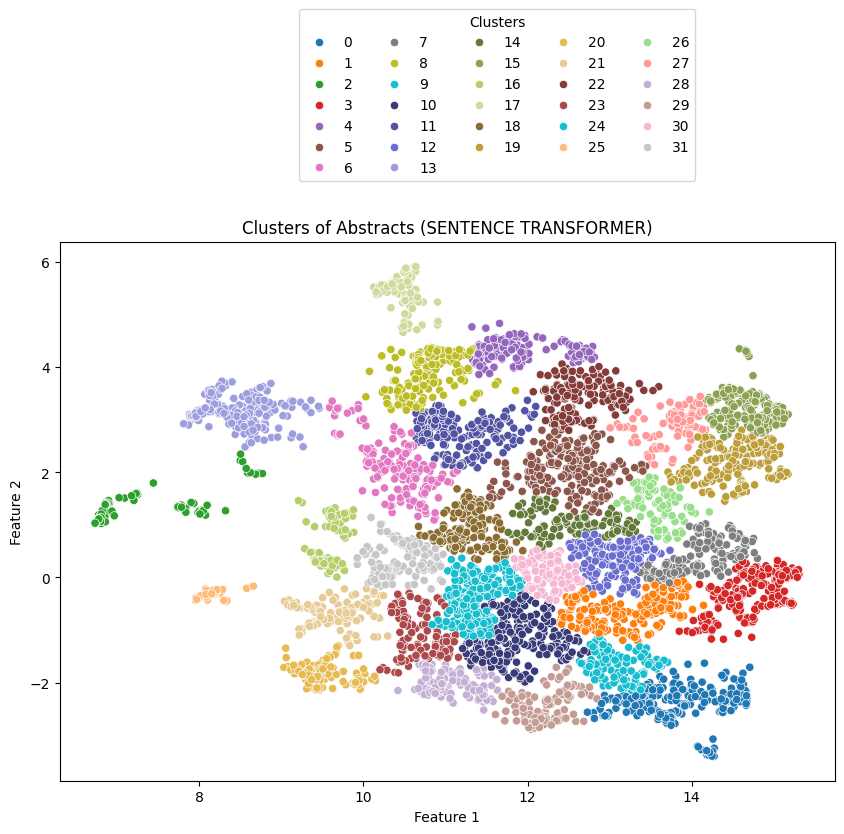 Clusters
0 7 14 20 26
1 8 15 21 27
2 9 16 22 28
3 10 17 23 29
4 11 18 24 30
5 12 19 25 31
6 13
Clusters of Abstracts (SENTENCE TRANSFORMER)
6
4
2
0
−2
Feature 2
8 10 12 14
Feature 1